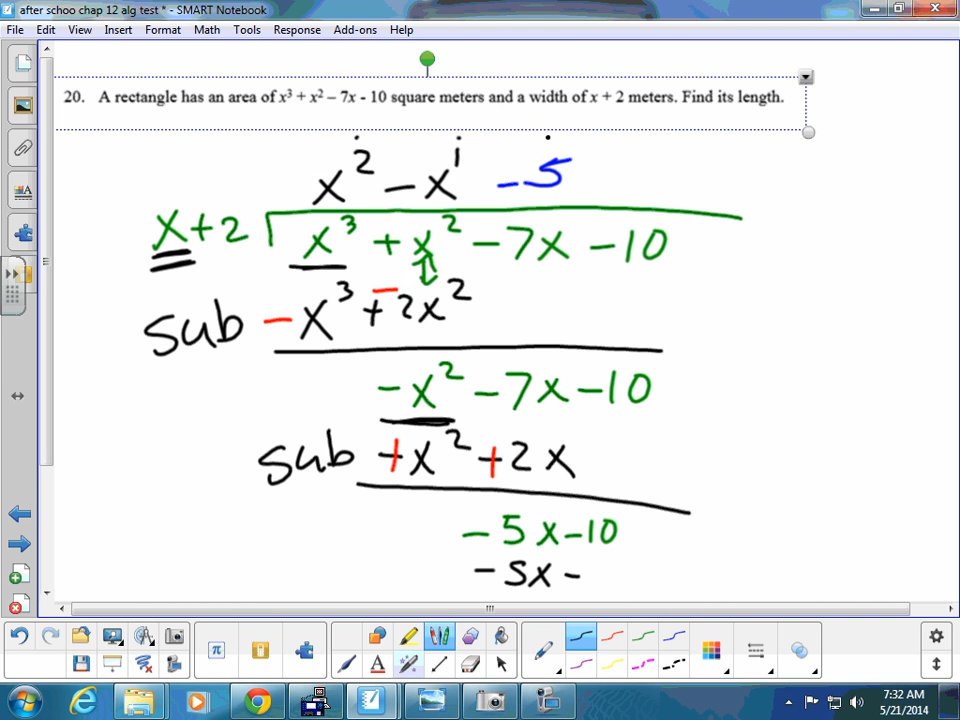 after schoo chap 12 alg test * - SMART Notebook
File Edit View Insert Format Math Tools Response Add-ons Help
20. A rectangle has an area of x³ + x² – 7x - 10 square meters and a width of x + 2 meters. Find its length.
x² - x¹ - 5
x+2 x³ + x² - 7x - 10
sub - x³ + 2x²
-x² - 7x - 10
sub + x² + 2x
- 5x - 10
- 5x -
7:32 AM
5/21/2014